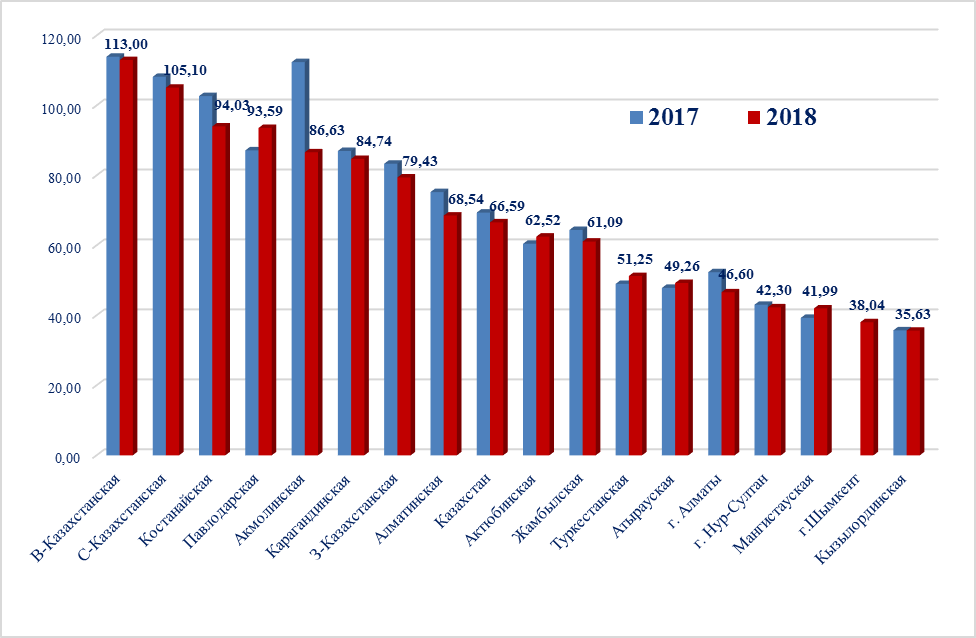 120,00
100,00
80,00
60,00
40,00
20,00
0,00
113,00
105,10
94,03
93,59
86,63
84,74
79,43
68,54
66,59
62,52
61,09
51,25
49,26
46,60
42,30
41,99
38,04
35,63
2017
2018
В-Казахстанская
С-Казахстанская
Костанайская
Павлодарская
Акмолинская
Карагандинская
З-Казахстанская
Алматинская
Казахстан
Актюбинская
Жамбылская
Туркестанская
Атырауская
г. Алматы
г. Нур-Султан
Мангистауская
г.Шымкент
Кызылординская